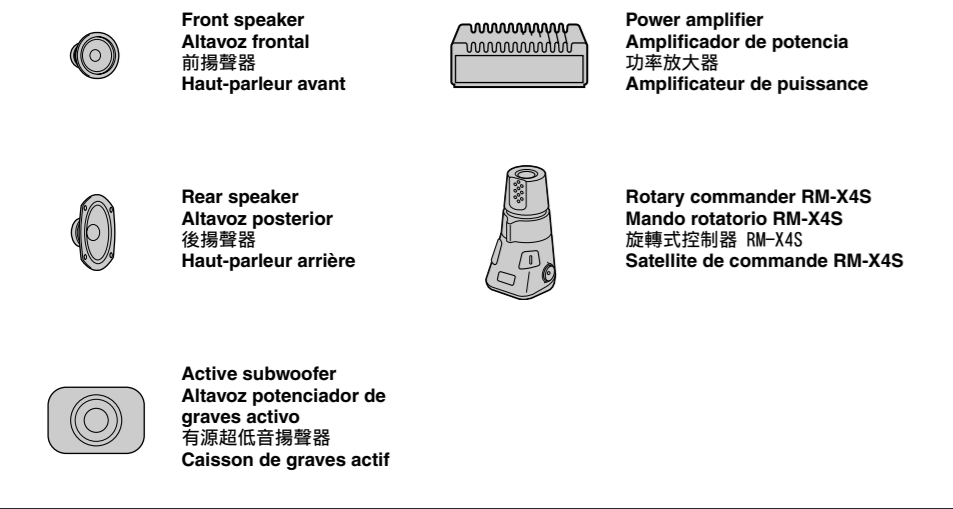 Front speaker
Altavoz frontal
前揚聲器
Haut-parleur avant
Power amplifier
Amplificador de potencia
功率放大器
Amplificateur de puissance
Rear speaker
Altavoz posterior
後揚聲器
Haut-parleur arrière
Rotary commander RM-X4S
Mando rotatorio RM-X4S
旋轉式控制器 RM-X4S
Satellite de commande RM-X4S
Active subwoofer
Altavoz potenciador de
graves activo
有源超低音揚聲器
Caisson de graves actif